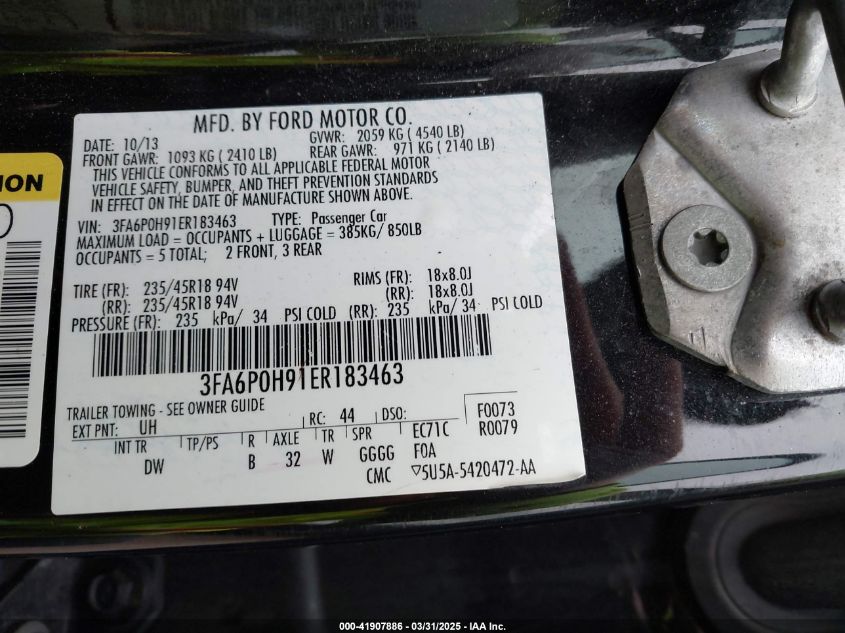 MFD. BY FORD MOTOR CO.
DATE: 10/13 GVWR: 2059 KG ( 4540 LB)
FRONT GAWR: 1093 KG ( 2410 LB) REAR GAWR: 971 KG ( 2140 LB)
THIS VEHICLE CONFORMS TO ALL APPLICABLE FEDERAL MOTOR
VEHICLE SAFETY, BUMPER, AND THEFT PREVENTION STANDARDS
IN EFFECT ON THE DATE OF MANUFACTURE SHOWN ABOVE.
VIN: 3FA6P0H91ER183463 TYPE: Passenger Car
MAXIMUM LOAD = OCCUPANTS + LUGGAGE = 385KG/ 850LB
OCCUPANTS = 5 TOTAL; 2 FRONT, 3 REAR
TIRE (FR): 235/45R18 94V RIMS (FR): 18x8.0J
(RR): 235/45R18 94V (RR): 18x8.0J
PRESSURE (FR): 235 kPa/ 34 PSI COLD (RR): 235 kPa/ 34 PSI COLD
3FA6P0H91ER183463
TRAILER TOWING - SEE OWNER GUIDE
EXT PNT: UH RC: 44 DSO: F0073
R0079
INT TR TP/PS R AXLE TR SPR EC71C
DW B 32 W GGGG F0A
CMC 5U5A-5420472-AA
ION
000-41907886 - 03/31/2025 - IAA Inc.